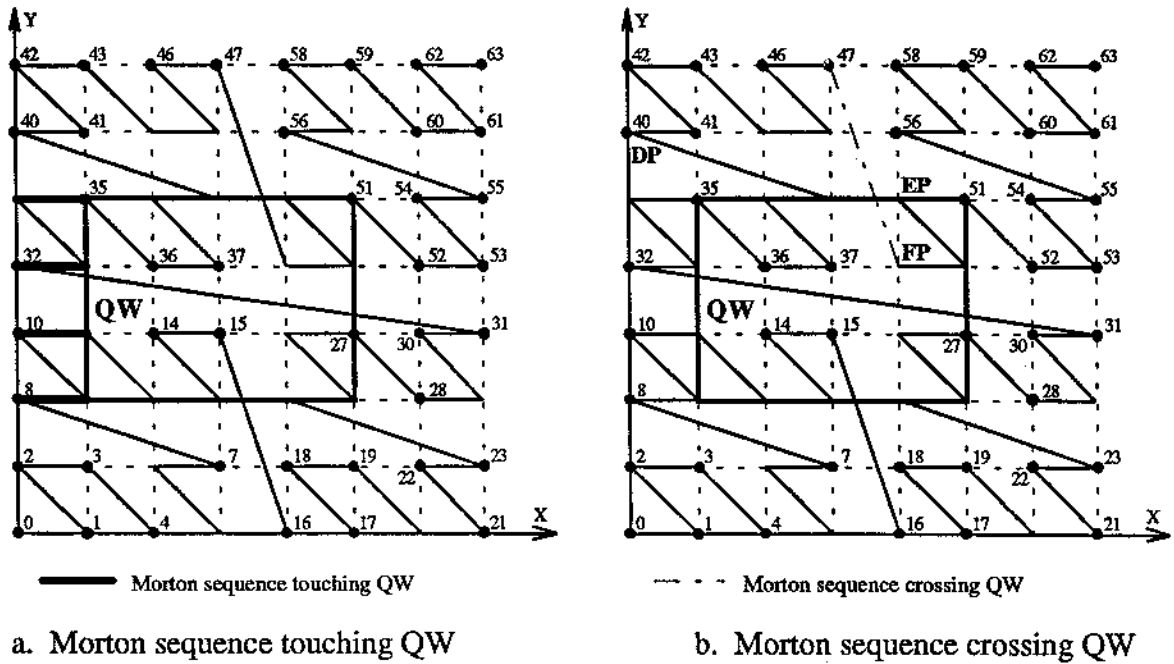 Y Y
42 43 46 47 58 59 62 63 42 43 46 47 58 59 62 63
40 41 56 60 61 40 41 56 60 61
DP
35 51 54 55 35 EP 51 54 55
32 36 37 52 53 32 36 37 FP 52 53
QW QW
10 14 15 27 30 31 10 14 15 27 30 31
8 28 8 28
2 3 7 18 19 22 23 2 3 7 18 19 22 23
X X
0 1 4 16 17 21 0 1 4 16 17 21
Morton sequence touching QW Morton sequence crossing QW
a. Morton sequence touching QW b. Morton sequence crossing QW